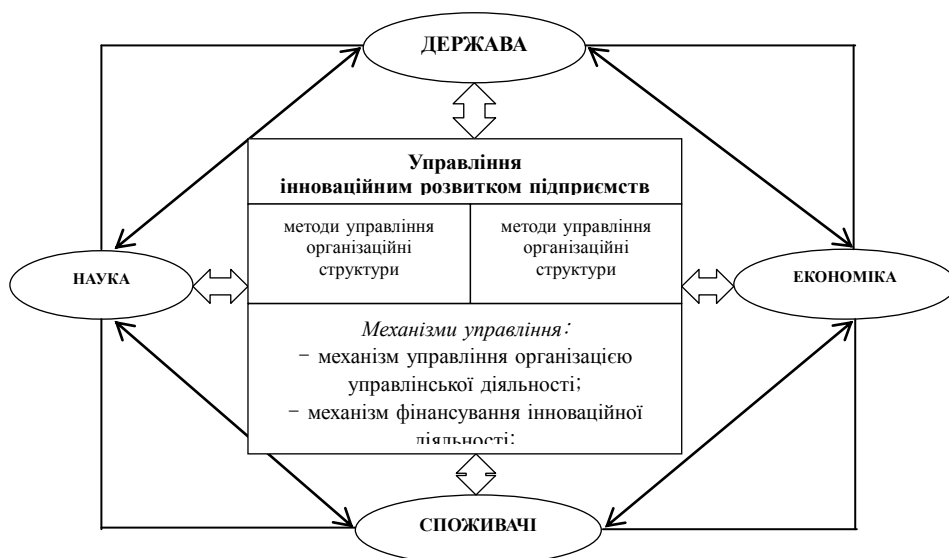 ДЕРЖАВА
Управління
інноваційним розвитком підприємств
методи управління
організаційні
структури
методи управління
організаційні
структури
НАУКА
ЕКОНОМІКА
Механізми управління:
− механізм управління організацією
управлінської діяльності;
− механізм фінансування інноваційної
діяльності;
СПОЖИВАЧІ